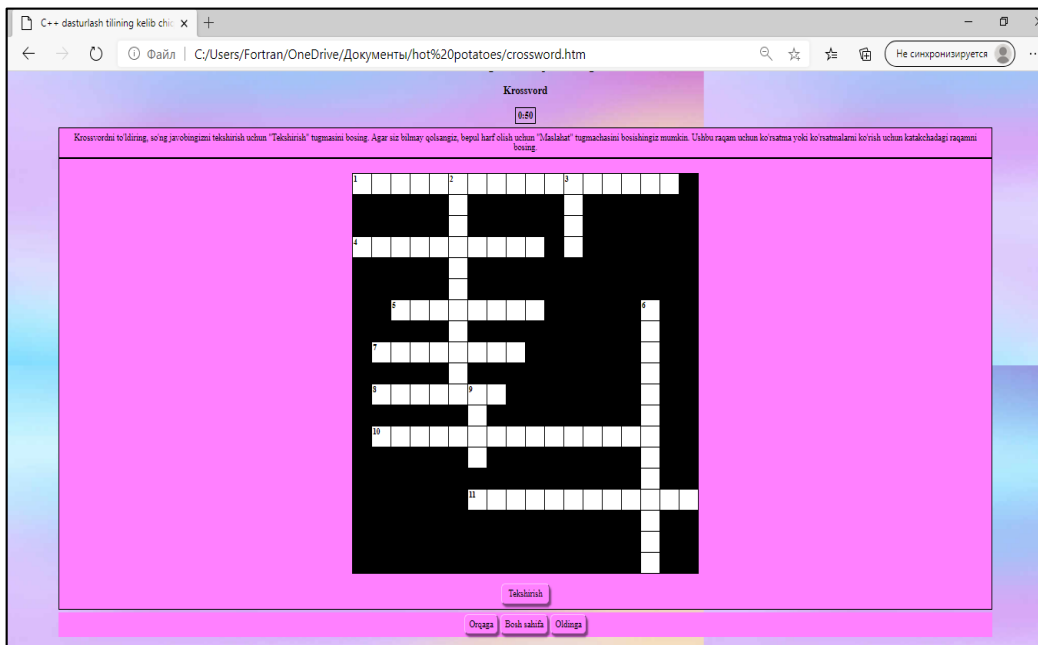 C++ dasturlash tilining kelib chic
Файл | C:/Users/Fortran/OneDrive/Документы/hot%20potatoes/crossword.htm
Не синхронизируется
Krossvord
0:50
Krossvordni to'ldiring, so'ng javobingizni tekshirish uchun "Tekshirish" tugmasini bosing. Agar siz bilmay qolsangiz, bepul harf olish uchun "Maslahat" tugmachasini bosishingiz mumkin. Ushbu raqam uchun ko'rsatma yoki ko'rsatmalarni ko'rish uchun katakchadagi raqamni
bosing.
1 2 3
4
5 6
7
8 9
10
11
Tekshirish
Orqaga Bosh sahifa Oldinga